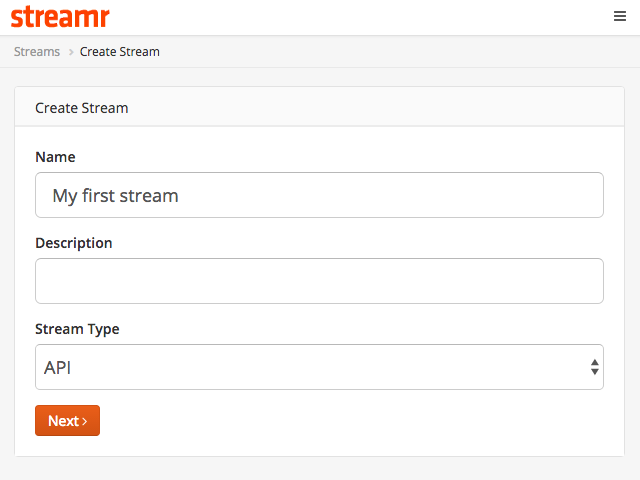 streamr
Streams > Create Stream
Create Stream
Name
My first stream
Description
Stream Type
API
Next >